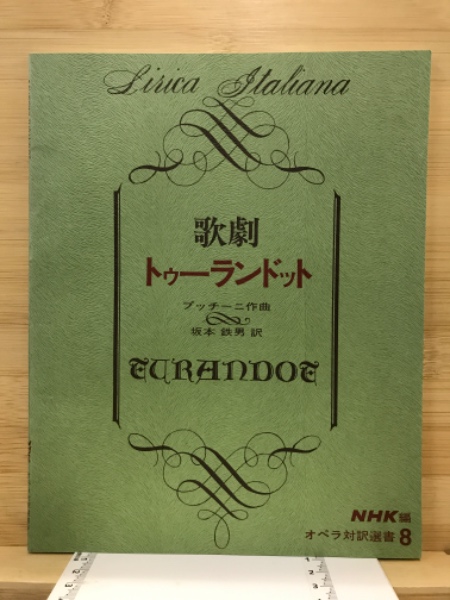 Lirica Italiana
歌劇
トゥーランドット
プッチーニ作曲
坂本 鉄男 訳
TURANDOT
NHK編
オペラ対訳選書 8